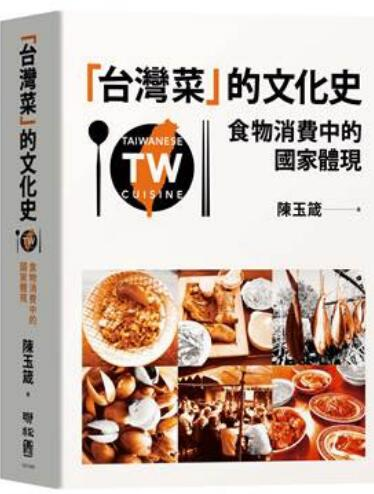 「台灣菜」的文化史
食物消費中的
國家體現
陳玉箴
TAIWANESE
TW
CUISINE
「台灣菜」的文化史
TW
食物消費中的
國家體現
陳玉箴
聯經